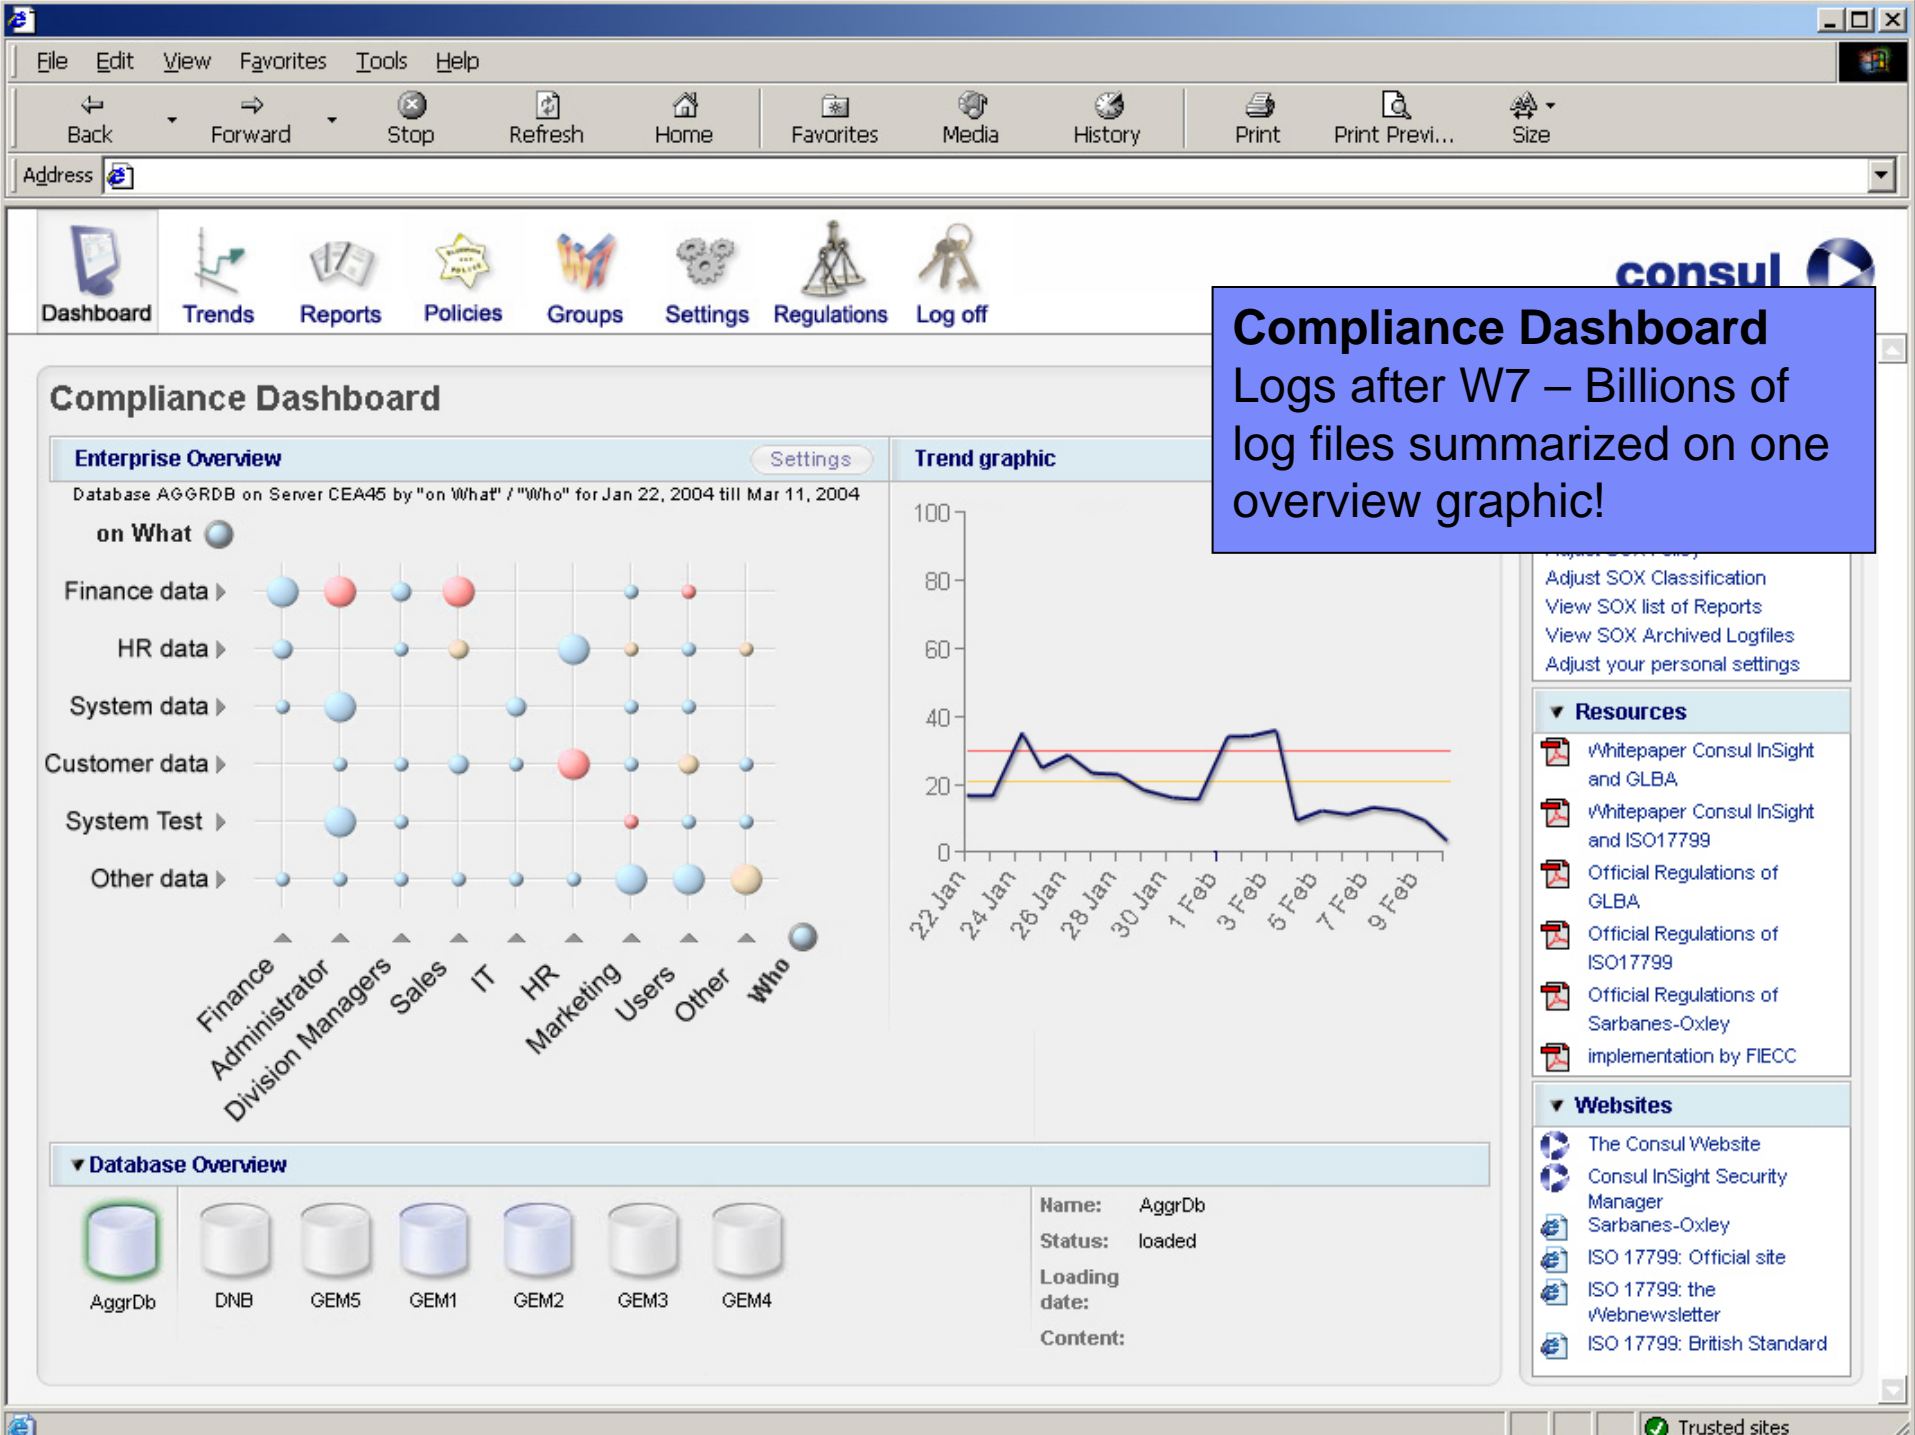 File Edit View Favorites Tools Help
Back Forward Stop Refresh Home Favorites Media History Print Print Previ... Size
Address
Dashboard Trends Reports Policies Groups Settings Regulations Log off
consul
Compliance Dashboard
Logs after W7 – Billions of
log files summarized on one
overview graphic!
Compliance Dashboard
Enterprise Overview Settings
Database AGGRDB on Server CEA45 by "on What" / "Who" for Jan 22, 2004 till Mar 11, 2004
on What
Finance data
HR data
System data
Customer data
System Test
Other data
Finance
Administrator
Division Managers
Sales
IT
HR
Marketing
Users
Other
Who
Trend graphic
100
80
60
40
20
0
22 Jan
24 Jan
26 Jan
28 Jan
30 Jan
1 Feb
3 Feb
5 Feb
7 Feb
9 Feb
Adjust SOX Classification
View SOX list of Reports
View SOX Archived Logfiles
Adjust your personal settings
Resources
Whitepaper Consul InSight
and GLBA
Whitepaper Consul InSight
and ISO17799
Official Regulations of
GLBA
Official Regulations of
ISO17799
Official Regulations of
Sarbanes-Oxley
implementation by FIECC
Websites
The Consul Website
Consul InSight Security
Manager
Sarbanes-Oxley
ISO 17799: Official site
ISO 17799: the
Webnewsletter
ISO 17799: British Standard
Database Overview
AggrDb DNB GEM5 GEM1 GEM2 GEM3 GEM4
Name: AggrDb
Status: loaded
Loading
date:
Content:
Trusted sites